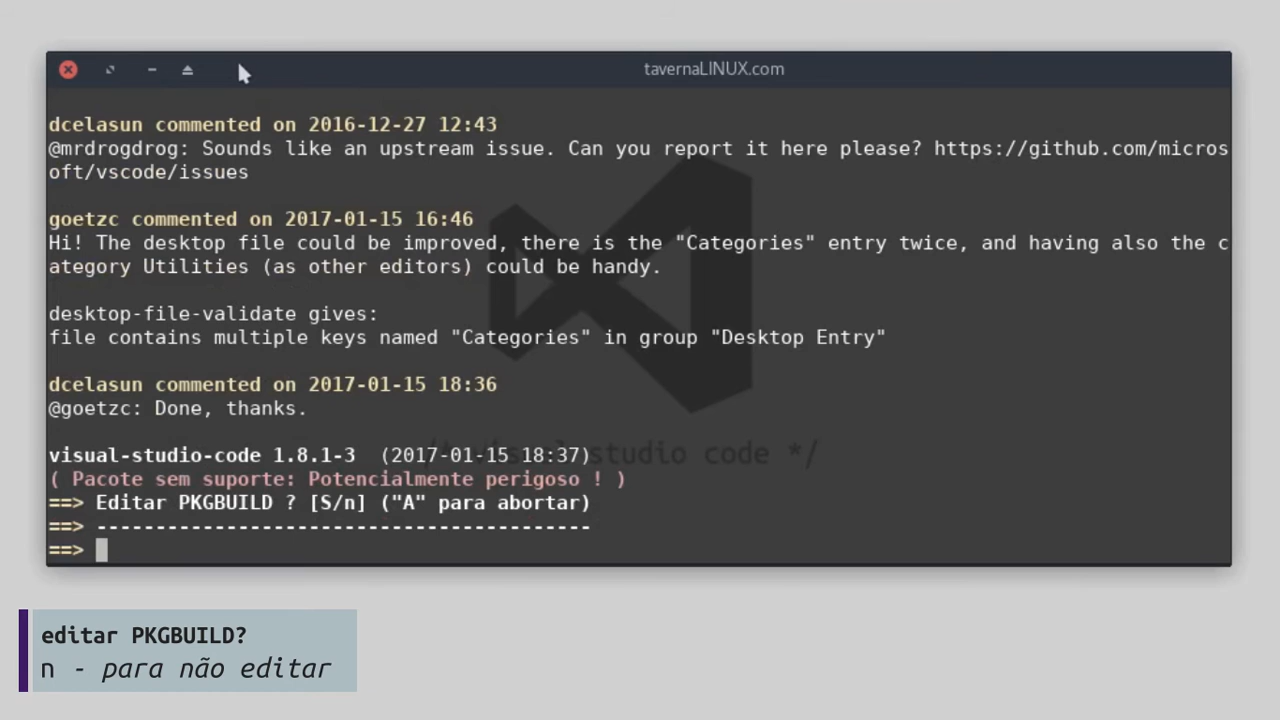 tavernaLINUX.com
dcelasun commented on 2016-12-27 12:43
@mrdrogdrog: Sounds like an upstream issue. Can you report it here please? https://github.com/micros
oft/vscode/issues
goetzc commented on 2017-01-15 16:46
Hi! The desktop file could be improved, there is the "Categories" entry twice, and having also the c
ategory Utilities (as other editors) could be handy.
desktop-file-validate gives:
file contains multiple keys named "Categories" in group "Desktop Entry"
dcelasun commented on 2017-01-15 18:36
@goetzc: Done, thanks.
visual-studio-code 1.8.1-3  (2017-01-15 18:37)
/* visual studio code */
( Pacote sem suporte: Potencialmente perigoso ! )
==> Editar PKGBUILD ? [S/n] ("A" para abortar)
==> ------------------------------------------
==>
editar PKGBUILD?
n - para não editar